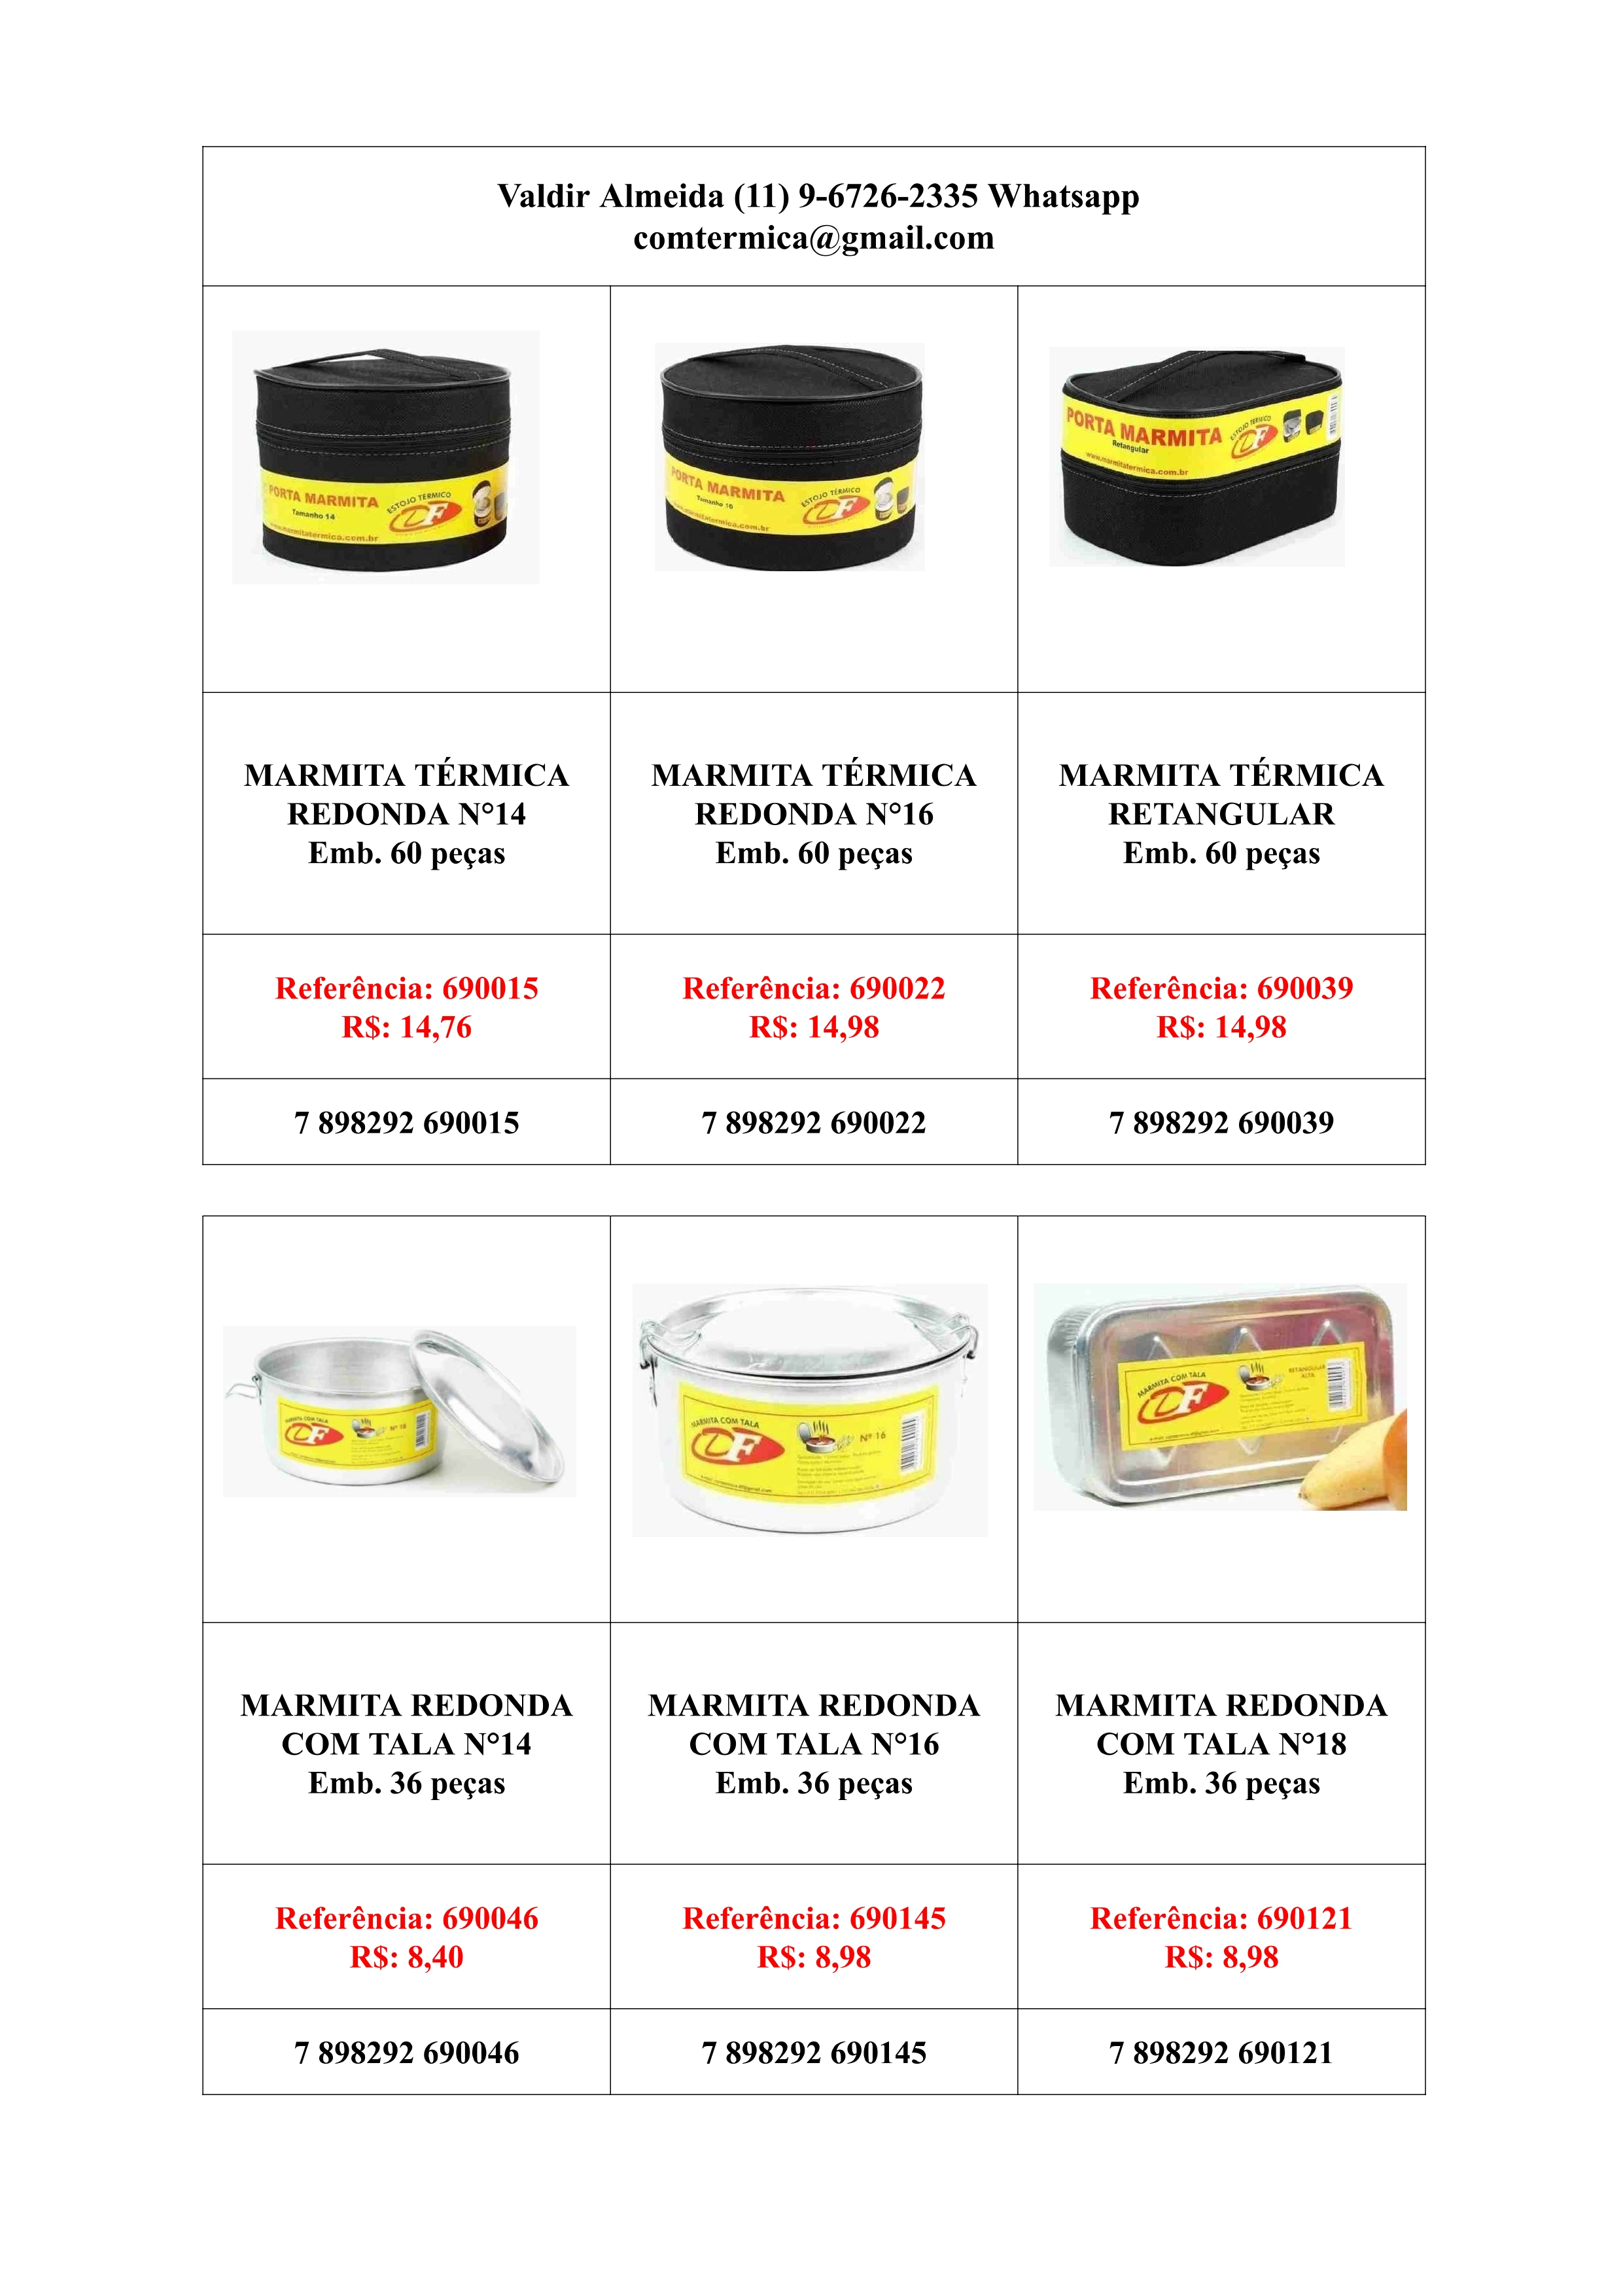 Valdir Almeida (11) 9-6726-2335 Whatsapp
comtermica@gmail.com
PORTA MARMITA
Tamanho 14
ESTOJO TÉRMICO
DF
www.marmitatermica.com.br
PORTA MARMITA
Tamanho 16
ESTOJO TÉRMICO
DF
www.marmitatermica.com.br
PORTA MARMITA
Retangular
ESTOJO TÉRMICO
DF
www.marmitatermica.com.br
MARMITA TÉRMICA
REDONDA N°14
Emb. 60 peças
MARMITA TÉRMICA
REDONDA N°16
Emb. 60 peças
MARMITA TÉRMICA
RETANGULAR
Emb. 60 peças
Referência: 690015
R$: 14,76
Referência: 690022
R$: 14,98
Referência: 690039
R$: 14,98
7 898292 690015
7 898292 690022
7 898292 690039
MARMITA COM TALA
DF
Nº 18
MARMITA COM TALA
DF
Nº 16
MARMITA COM TALA
DF
RETANGULAR
ALTA
MARMITA REDONDA
COM TALA N°14
Emb. 36 peças
MARMITA REDONDA
COM TALA N°16
Emb. 36 peças
MARMITA REDONDA
COM TALA N°18
Emb. 36 peças
Referência: 690046
R$: 8,40
Referência: 690145
R$: 8,98
Referência: 690121
R$: 8,98
7 898292 690046
7 898292 690145
7 898292 690121